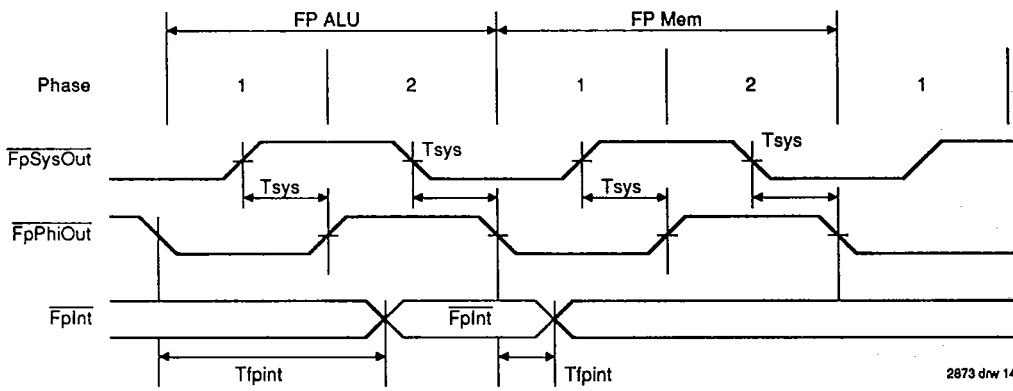 FP ALU FP Mem
Phase 1 2 1 2 1
FpSysOut Tsys Tsys
Tsys Tsys
FpPhiOut
FpInt FpInt
Tfpint Tfpint
2873 drw 14